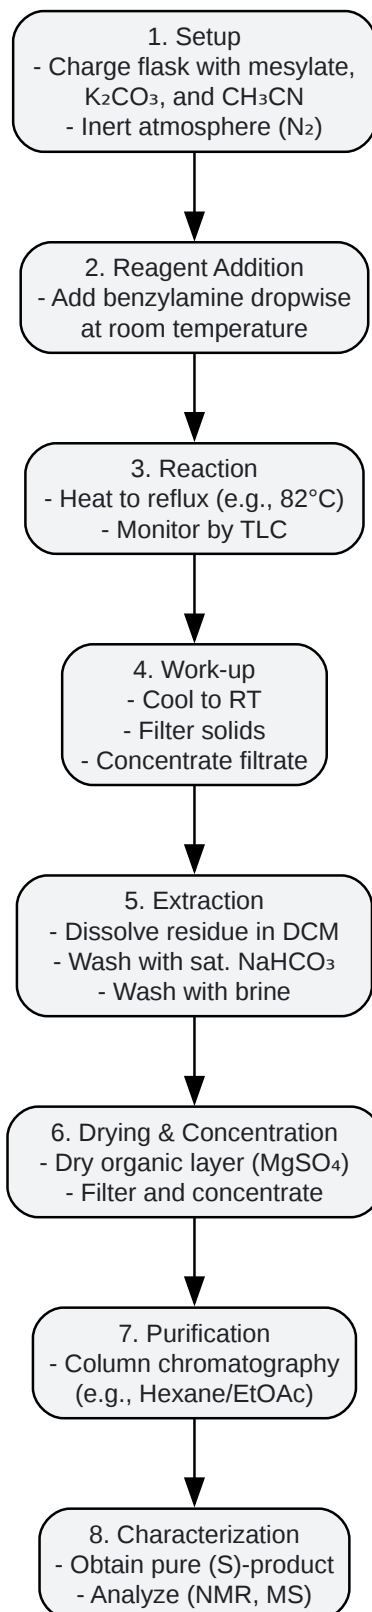 1. Setup
- Charge flask with mesylate,
K₂CO₃, and CH₃CN
- Inert atmosphere (N₂)
2. Reagent Addition
- Add benzylamine dropwise
at room temperature
3. Reaction
- Heat to reflux (e.g., 82°C)
- Monitor by TLC
4. Work-up
- Cool to RT
- Filter solids
- Concentrate filtrate
5. Extraction
- Dissolve residue in DCM
- Wash with sat. NaHCO₃
- Wash with brine
6. Drying & Concentration
- Dry organic layer (MgSO₄)
- Filter and concentrate
7. Purification
- Column chromatography
(e.g., Hexane/EtOAc)
8. Characterization
- Obtain pure (S)-product
- Analyze (NMR, MS)